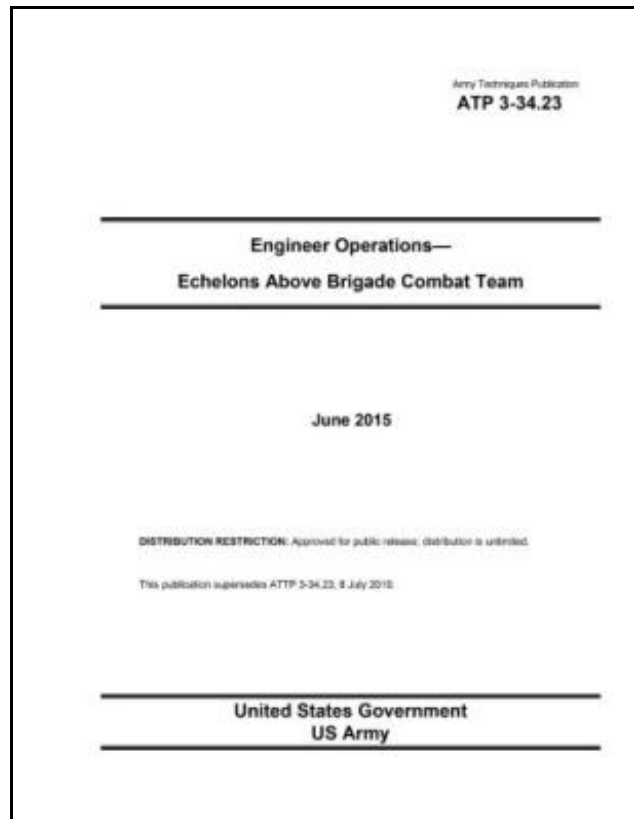 Army Techniques Publication
ATP 3-34.23
Engineer Operations—
Echelons Above Brigade Combat Team
June 2015
DISTRIBUTION RESTRICTION: Approved for public release; distribution is unlimited.
This publication supersedes ATTP 3-34.23, 8 July 2010.
United States Government
US Army